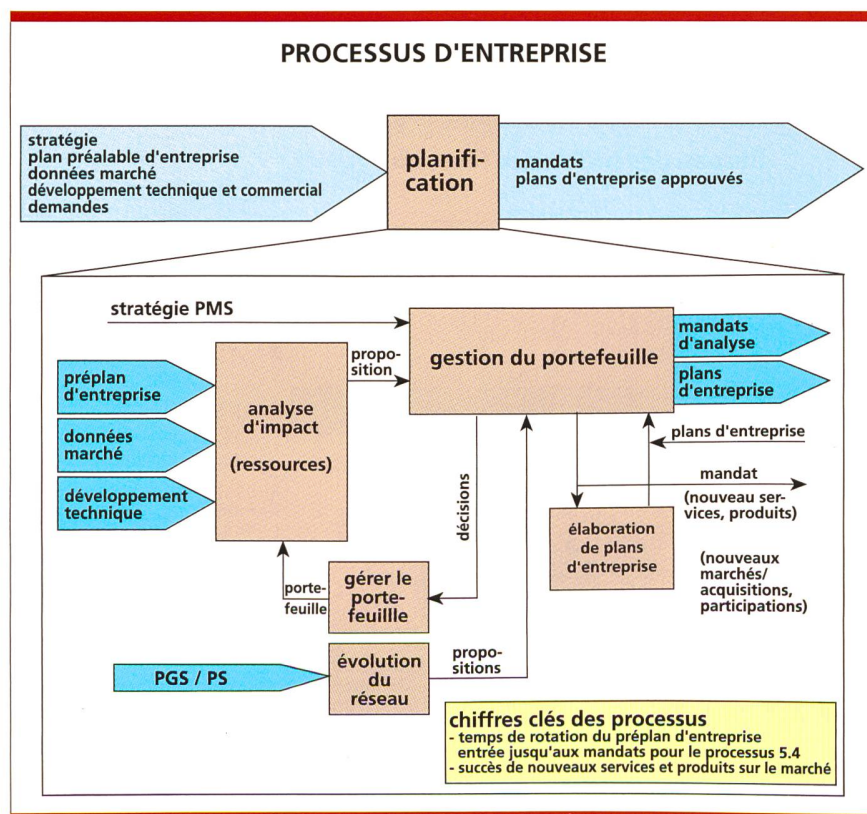 PROCESSUS D'ENTREPRISE
stratégie
plan préalable d'entreprise
données marché
développement technique et commercial
demandes
planifi-
cation
mandats
plans d'entreprise approuvés
stratégie PMS
propo-
sition
gestion du portefeuille
mandats
d'analyse
plans
d'entreprise
préplan
d'entreprise
données
marché
développement
technique
analyse
d'impact
(ressources)
plans d'entreprise
mandat
(nouveau ser-
vices, produits)
décisions
élaboration
de plans
d'entreprise
(nouveaux
marchés/
acquisitions,
participations)
porte-
feuille
gérer le
porte-
feuillle
PGS / PS
évolution
du
réseau
propo-
sitions
chiffres clés des processus
- temps de rotation du préplan d'entreprise
entrée jusqu'aux mandats pour le processus 5.4
- succès de nouveaux services et produits sur le marché